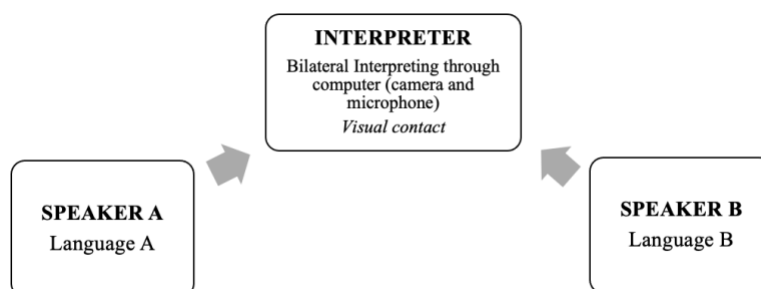 INTERPRETER
Bilateral Interpreting through
computer (camera and
microphone)
Visual contact
SPEAKER A
Language A
SPEAKER B
Language B